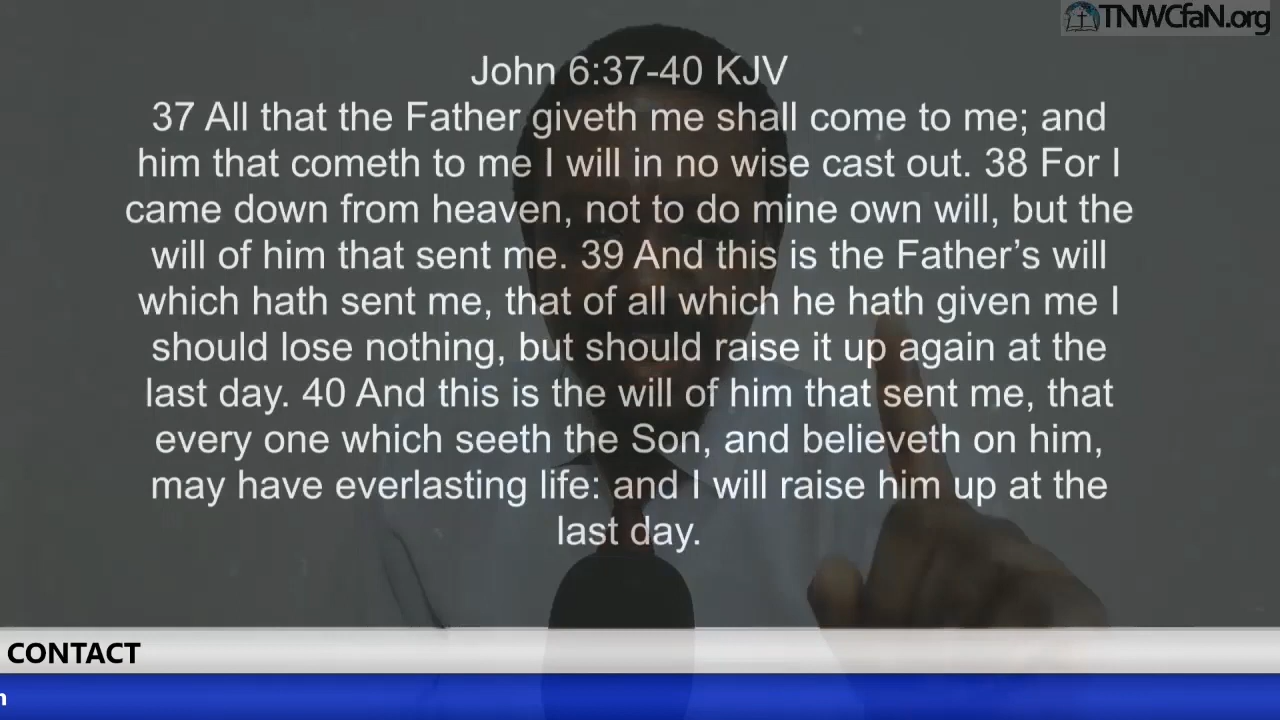 TNWCfaN.org
John 6:37-40 KJV
37 All that the Father giveth me shall come to me; and
him that cometh to me I will in no wise cast out. 38 For I
came down from heaven, not to do mine own will, but the
will of him that sent me. 39 And this is the Father’s will
which hath sent me, that of all which he hath given me I
should lose nothing, but should raise it up again at the
last day. 40 And this is the will of him that sent me, that
every one which seeth the Son, and believeth on him,
may have everlasting life: and I will raise him up at the
last day.
CONTACT